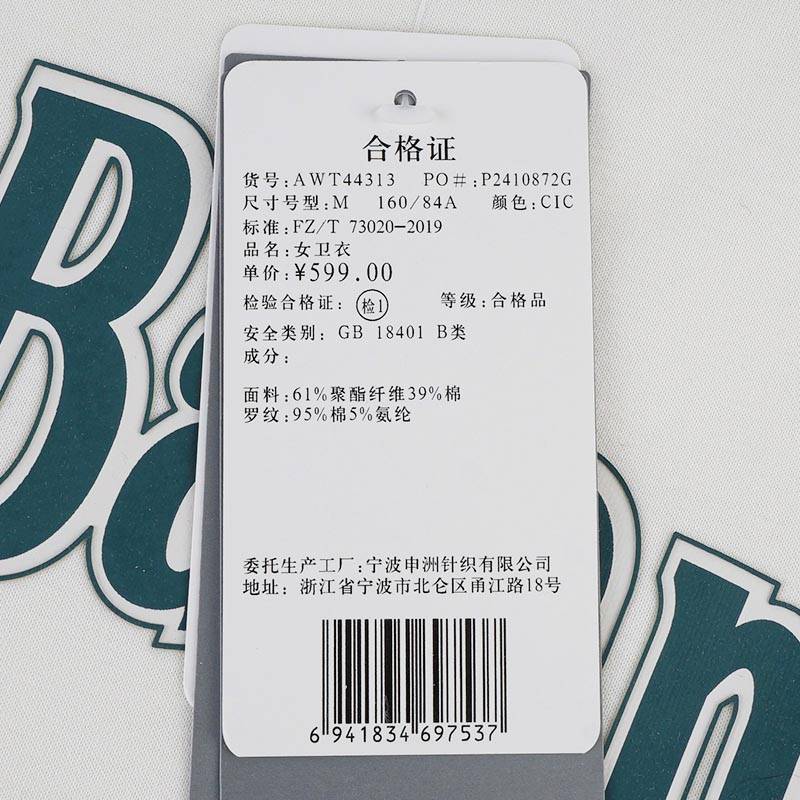 合格证
货号:AWT44313 PO#:P2410872G
尺寸号型:M 160/84A 颜色:CIC
标准:FZ/T 73020-2019
品名:女卫衣
单价:¥599.00
检验合格证: 检1 等级:合格品
安全类别: GB 18401 B类
成分:
面料:61%聚酯纤维39%棉
罗纹:95%棉5%氨纶
委托生产工厂:宁波申洲针织有限公司
地址: 浙江省宁波市北仑区甬江路18号
6 941834 697537